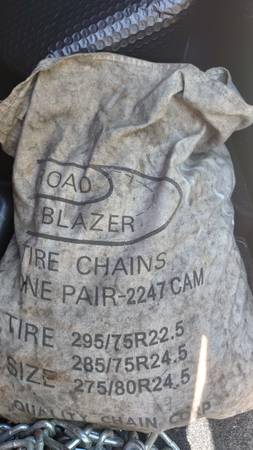 OAD
BLAZER
TIRE CHAINS
ONE PAIR-2247 CAM
TIRE 295/75R22.5
SIZE 285/75R24.5
275/80R24.5
QUALITY CHAIN CORP